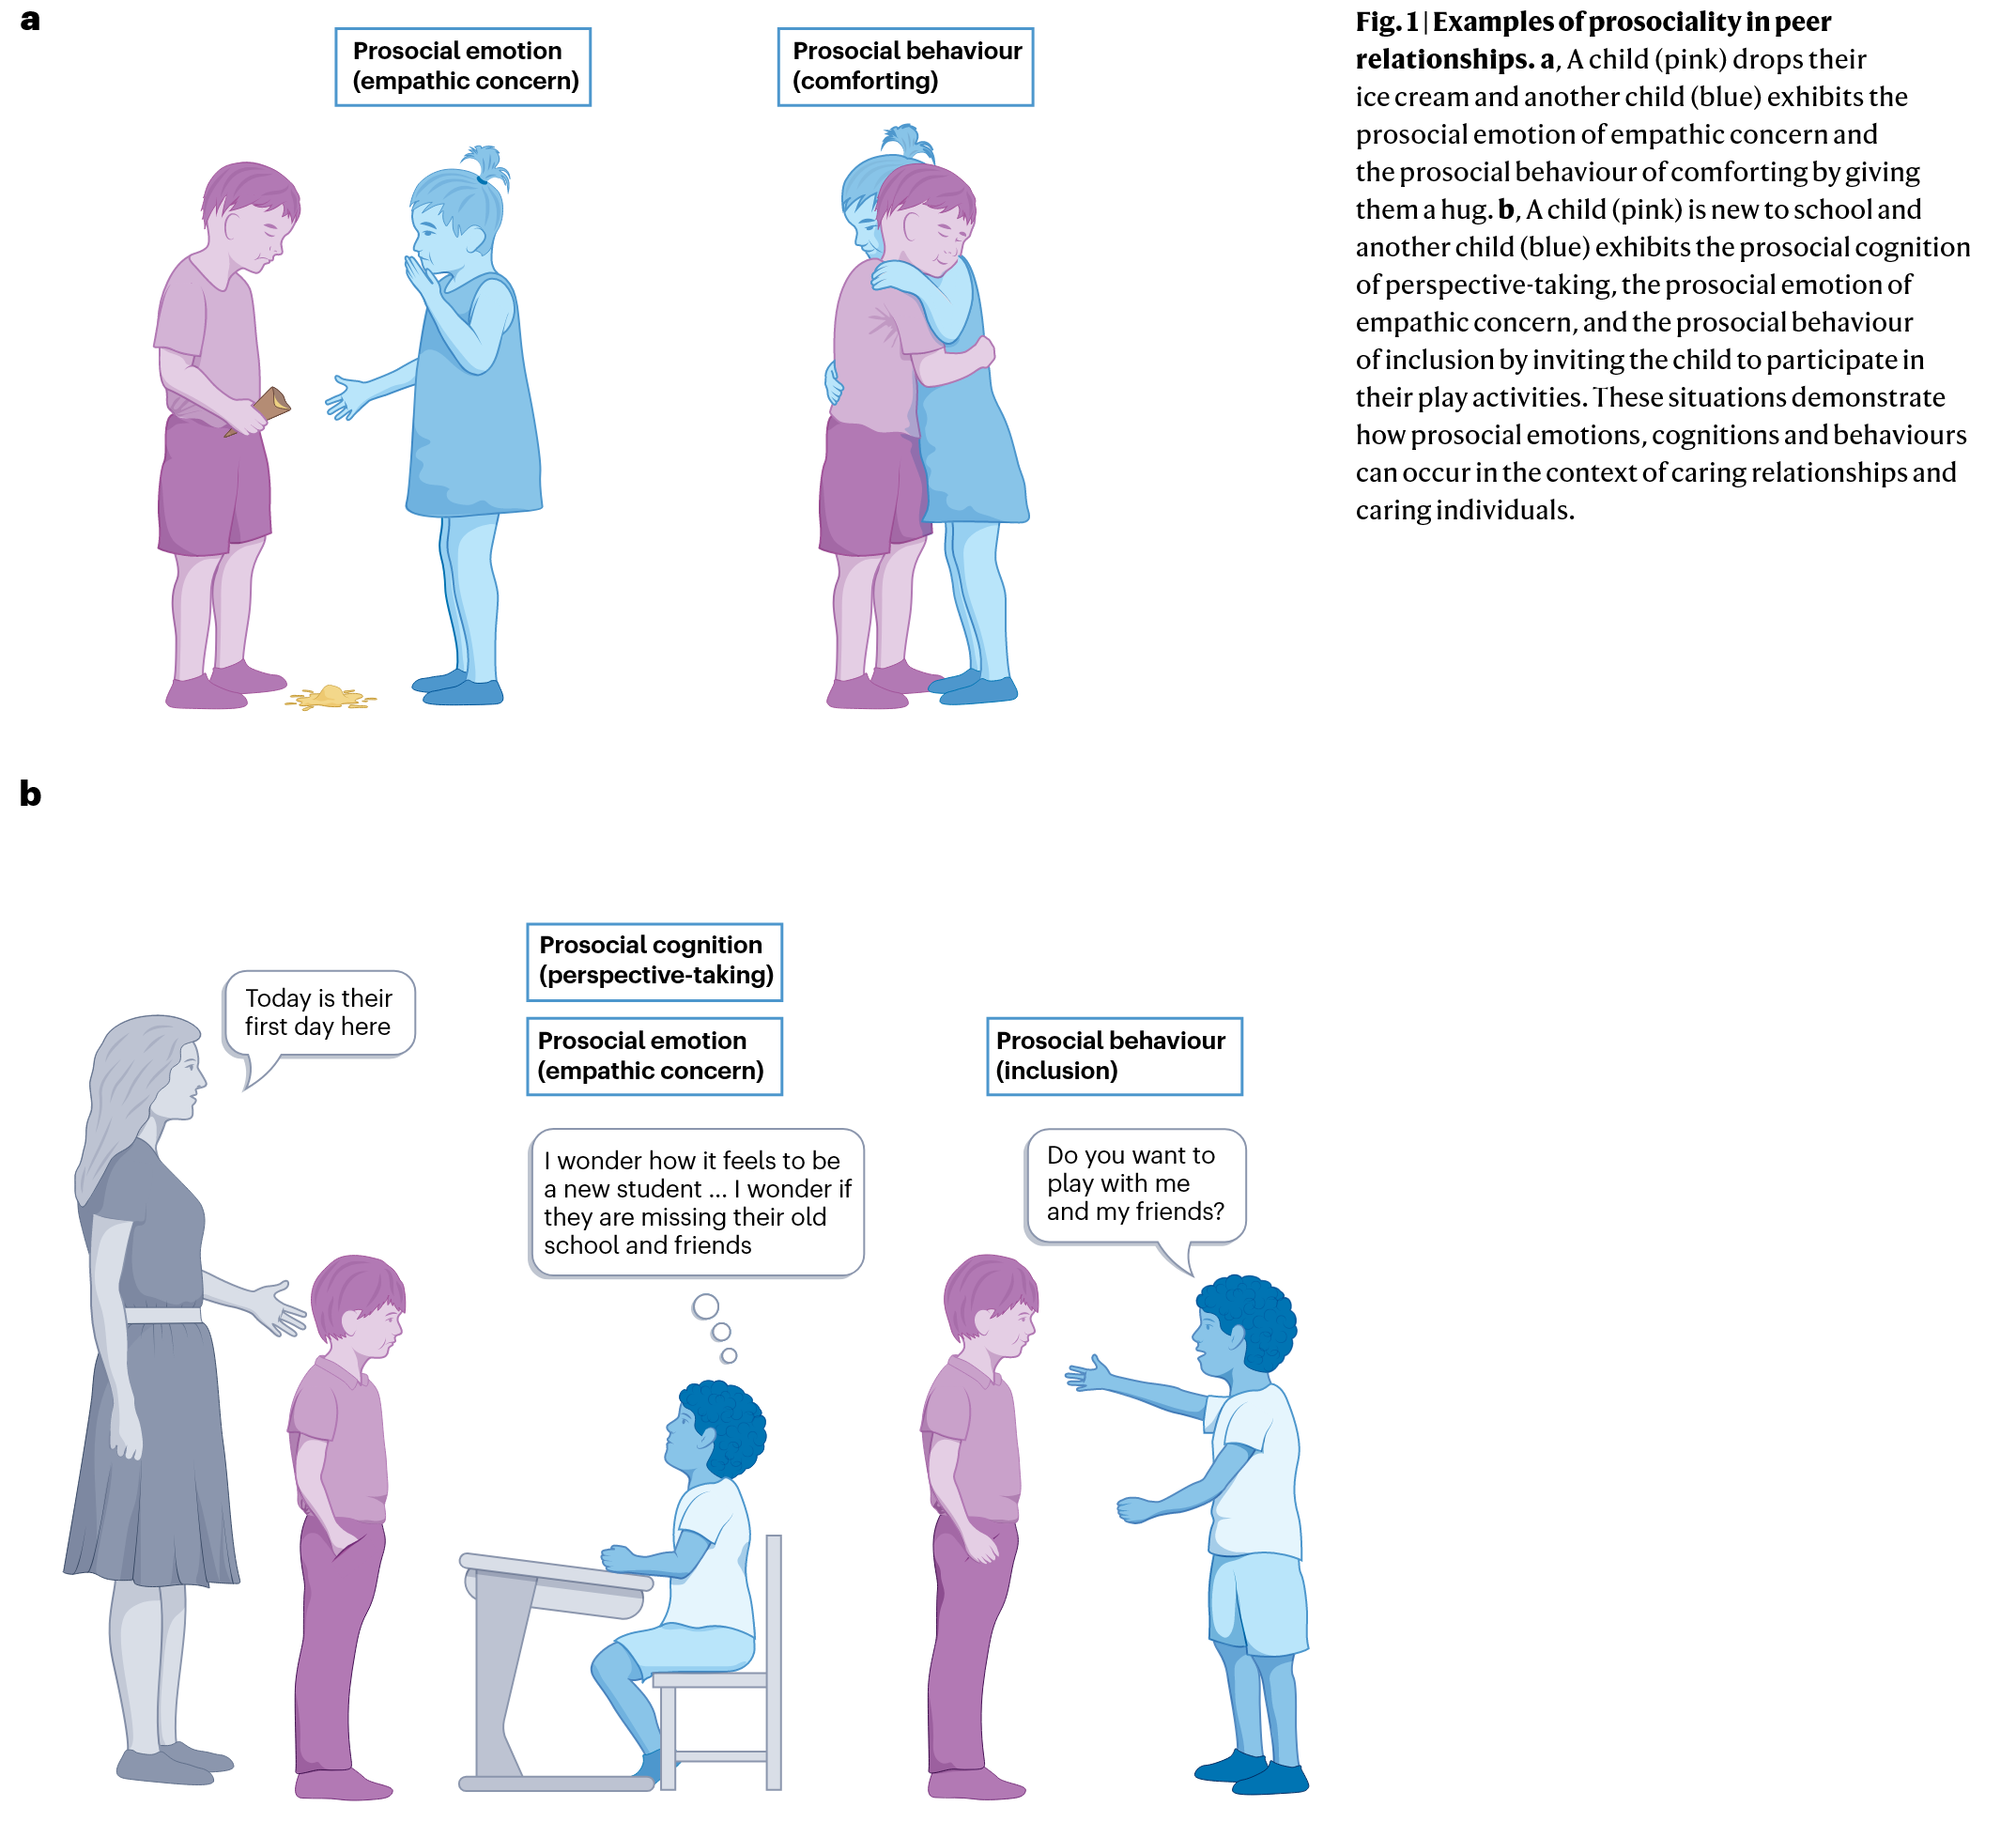 a
Prosocial emotion
(empathic concern)
Prosocial behaviour
(comforting)
Fig. 1 | Examples of prosociality in peer
relationships. a, A child (pink) drops their
ice cream and another child (blue) exhibits the
prosocial emotion of empathic concern and
the prosocial behaviour of comforting by giving
them a hug. b, A child (pink) is new to school and
another child (blue) exhibits the prosocial cognition
of perspective-taking, the prosocial emotion of
empathic concern, and the prosocial behaviour
of inclusion by inviting the child to participate in
their play activities. These situations demonstrate
how prosocial emotions, cognitions and behaviours
can occur in the context of caring relationships and
caring individuals.
b
Today is their
first day here
Prosocial cognition
(perspective-taking)
Prosocial emotion
(empathic concern)
I wonder how it feels to be
a new student ... I wonder if
they are missing their old
school and friends
Prosocial behaviour
(inclusion)
Do you want to
play with me
and my friends?